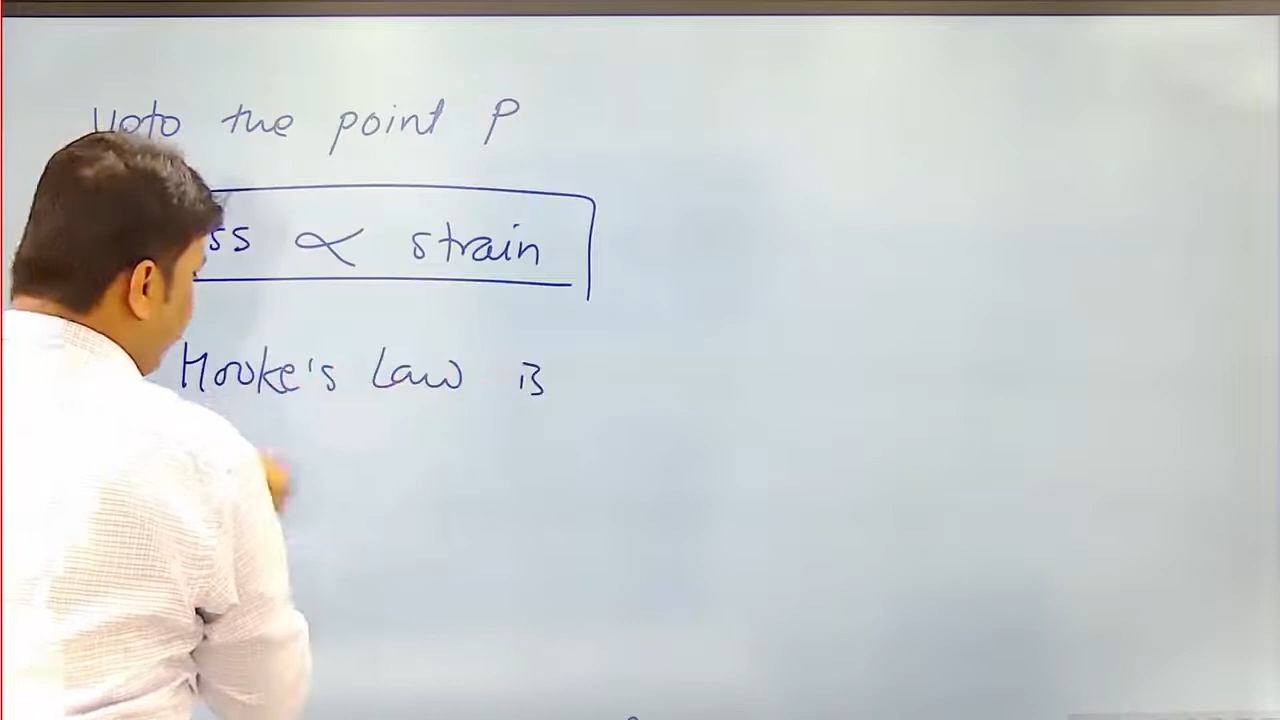 Upto the point P
ss ∝ strain
Hooke's Law is